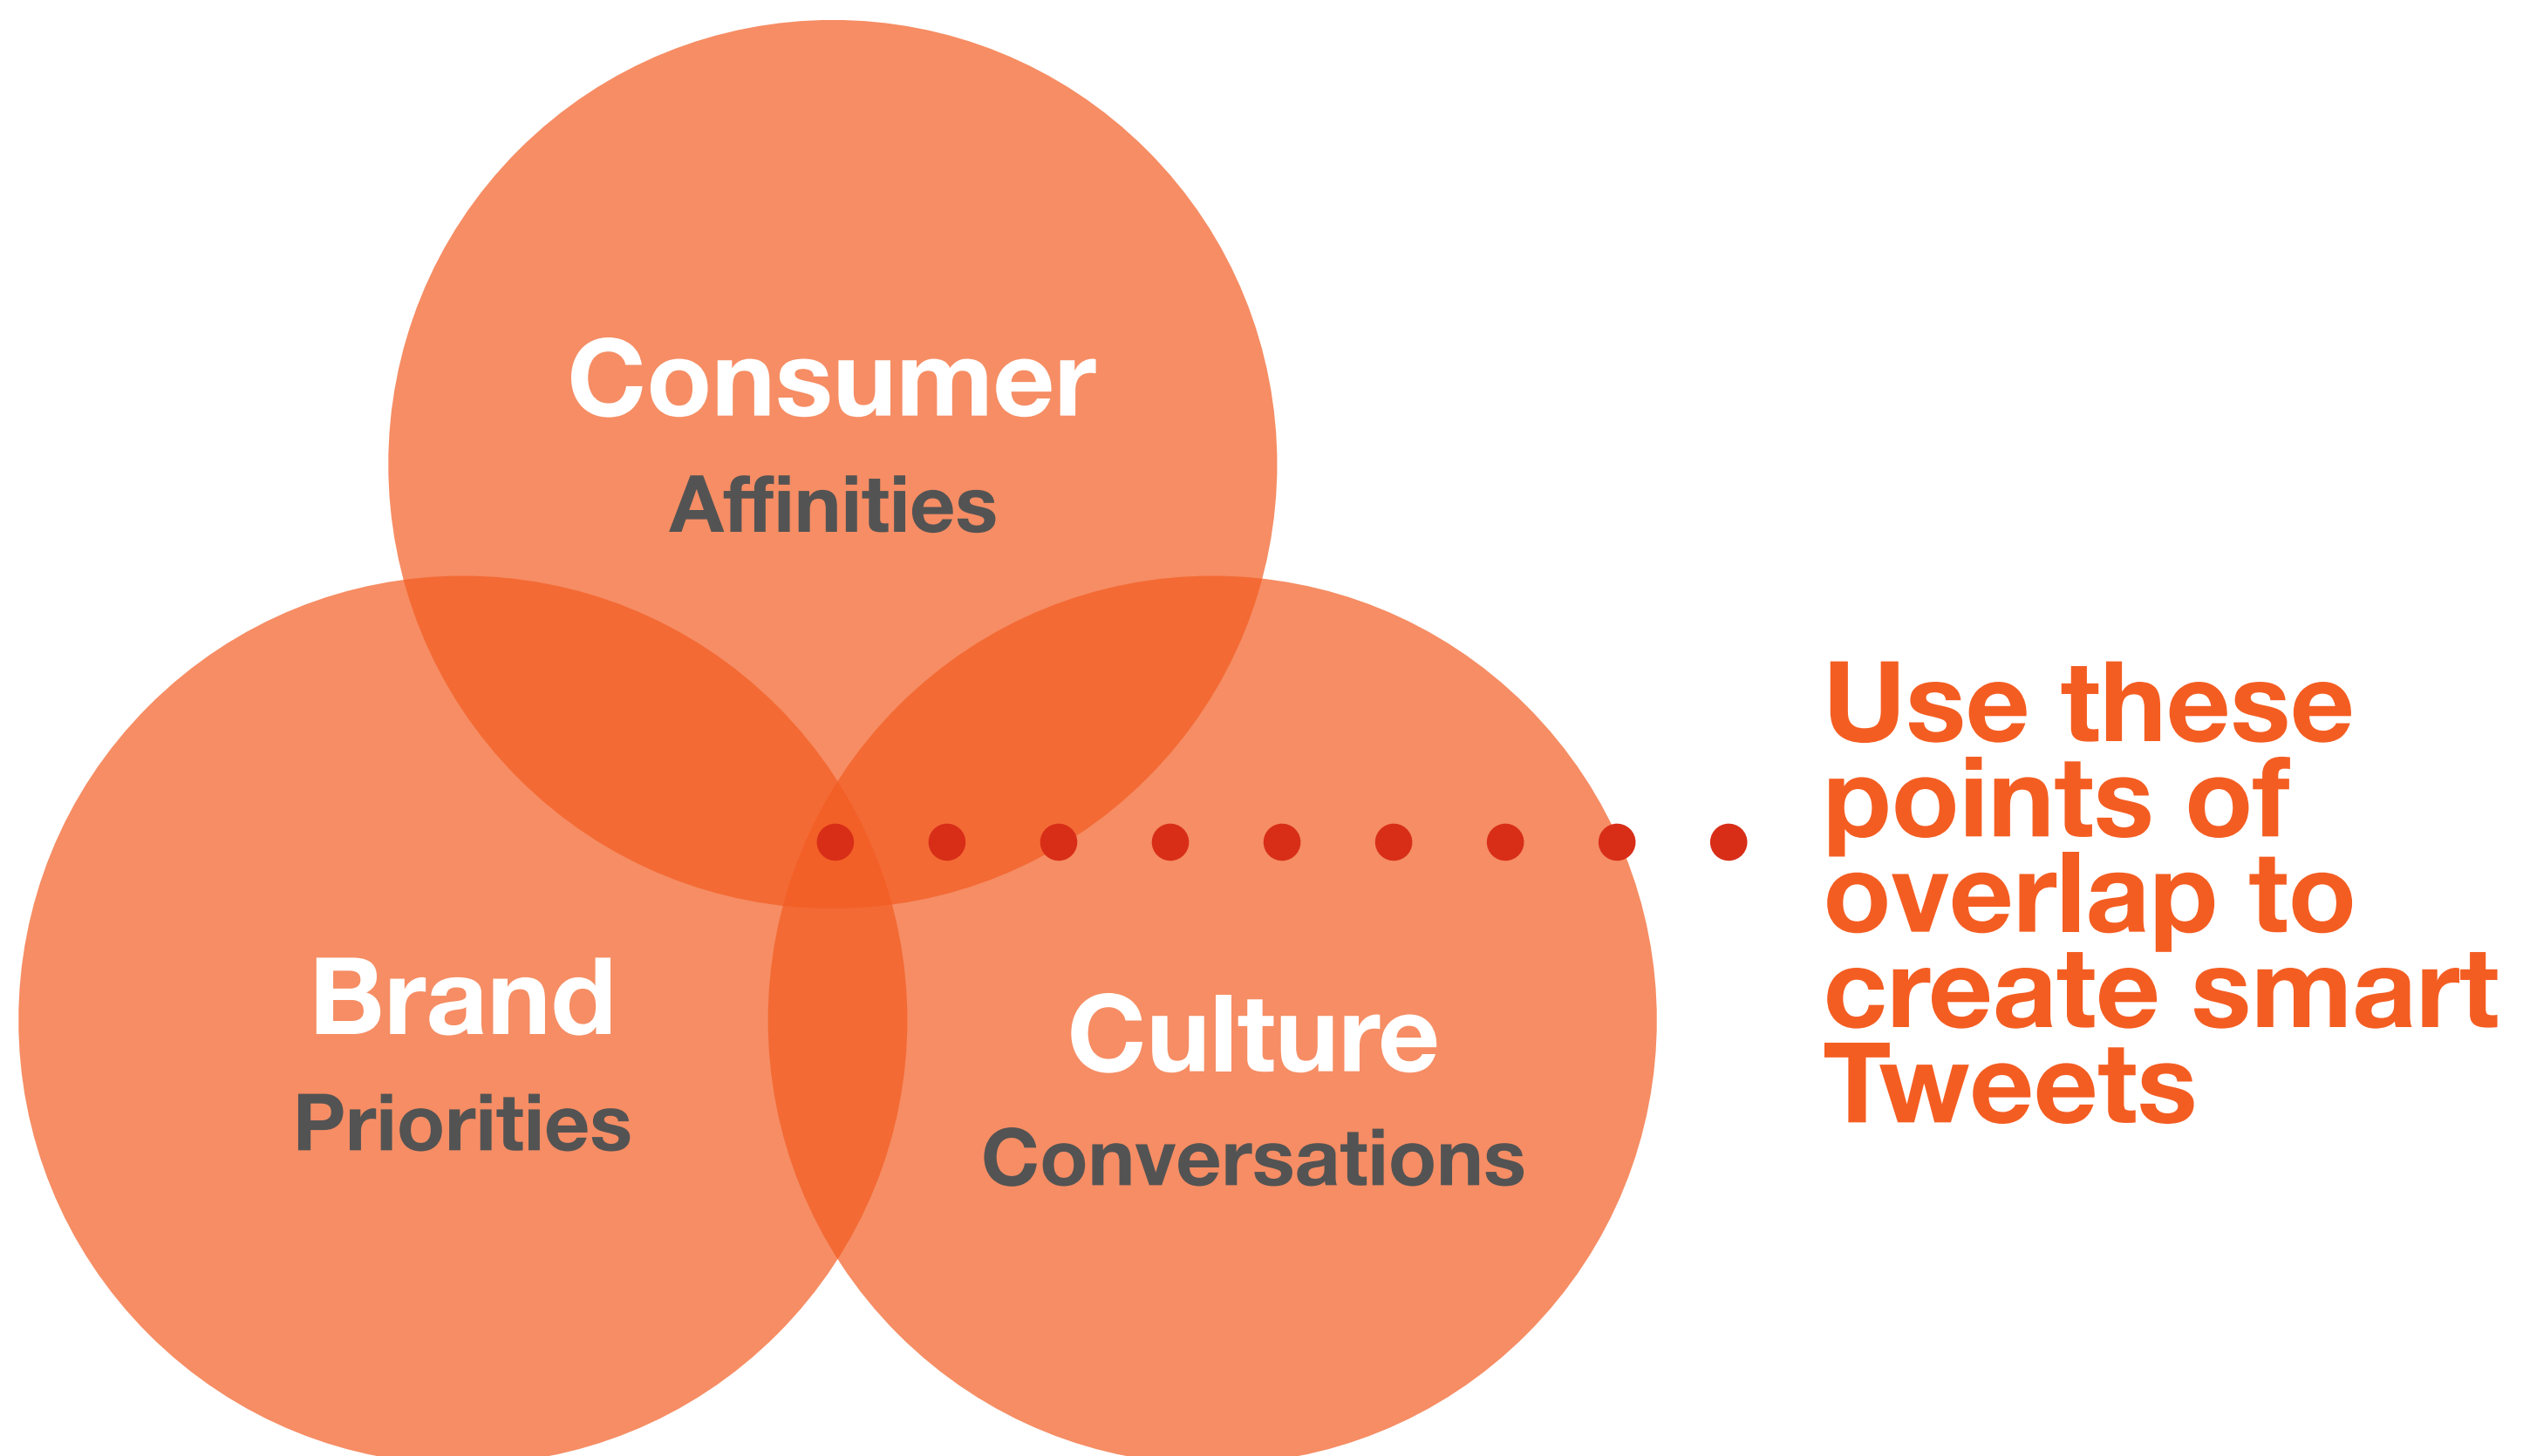 Consumer
Affinities
Brand
Priorities
Culture
Conversations
Use these
points of
overlap to
create smart
Tweets